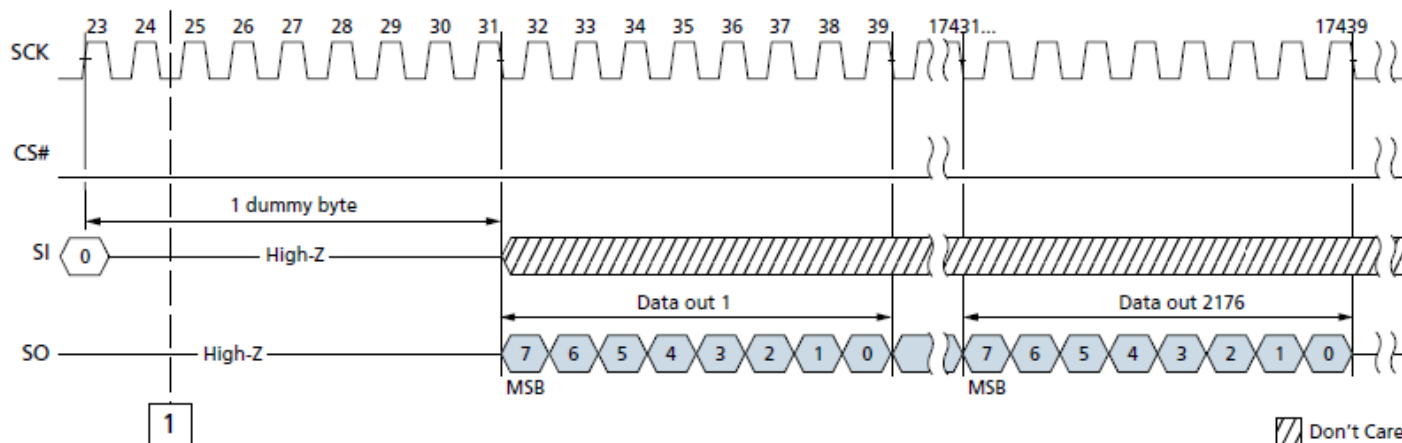 23 24 25 26 27 28 29 30 31 32 33 34 35 36 37 38 39 17431... 17439
SCK
CS#
1 dummy byte
SI 0 High-Z
Data out 1 Data out 2176
SO High-Z 7 6 5 4 3 2 1 0 7 6 5 4 3 2 1 0
MSB MSB
1
Don't Care